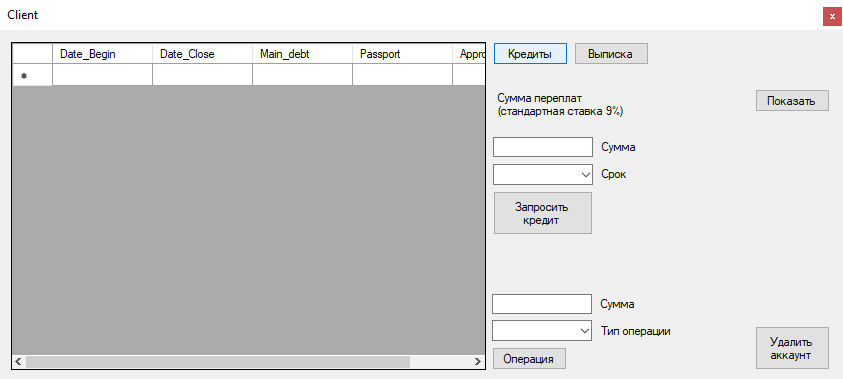 Client
x
Date_Begin Date_Close Main_debt Passport Appro
*
Кредиты Выписка
Сумма переплат
(стандартная ставка 9%)
Показать
Сумма
Срок
Запросить
кредит
Сумма
Тип операции
Операция
Удалить
аккаунт